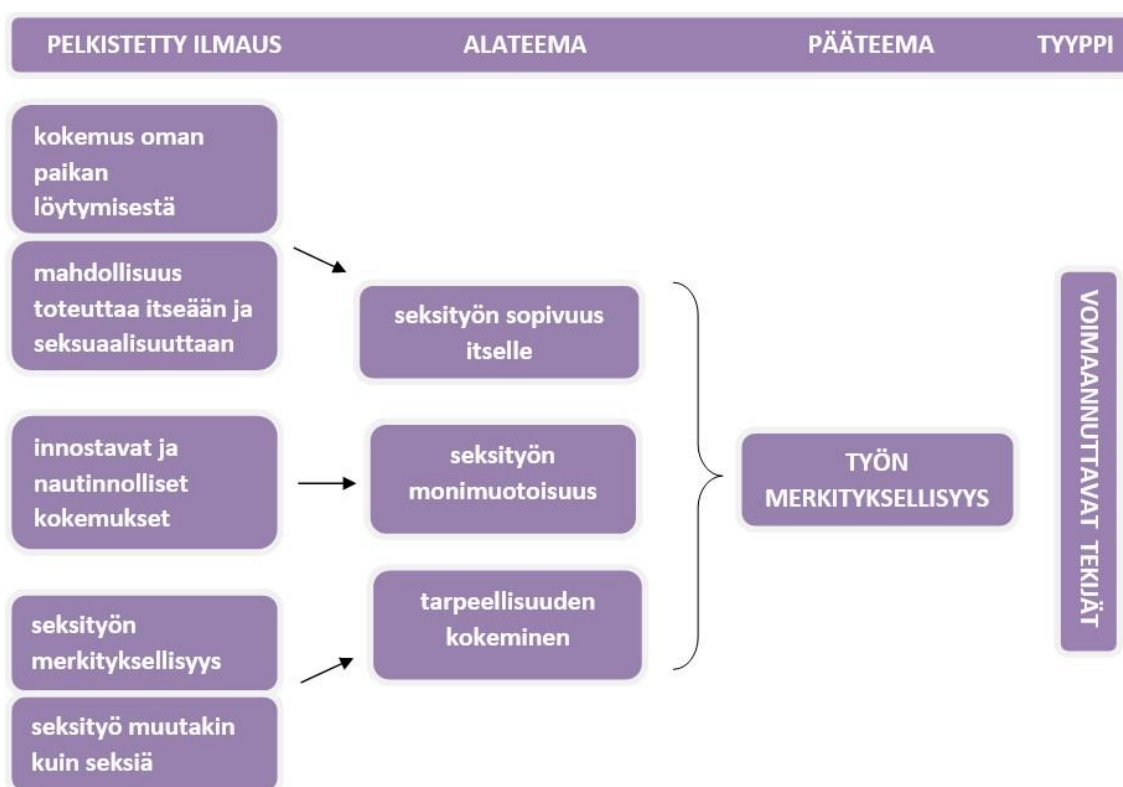 PELKISTETTY ILMAUS ALATEEMA PÄÄTEEMA TYYPPI
kokemus oman
paikan
löytymisestä
mahdollisuus
toteuttaa itseään ja
seksuaalisuuttaan
innostavat ja
nautinnolliset
kokemukset
seksityön
merkityksellisyys
seksityö muutakin
kuin seksiä
seksityön sopivuus
itselle
seksityön
monimuotoisuus
tarpeellisuuden
kokeminen
TYÖN
MERKITYKSELLISYYS
VOIMAANNUTTAVAT TEKIJÄT